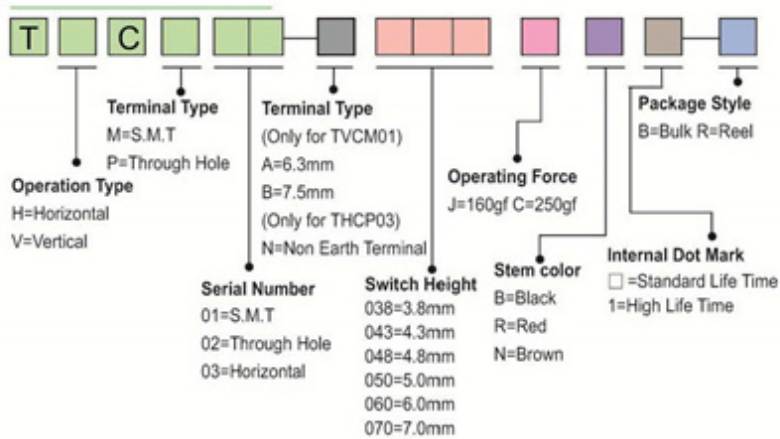 T C
Terminal Type
M=S.M.T
P=Through Hole
Operation Type
H=Horizontal
V=Vertical
Terminal Type
(Only for TVCM01)
A=6.3mm
B=7.5mm
(Only for THCP03)
N=Non Earth Terminal
Serial Number
01=S.M.T
02=Through Hole
03=Horizontal
Switch Height
038=3.8mm
043=4.3mm
048=4.8mm
050=5.0mm
060=6.0mm
070=7.0mm
Operating Force
J=160gf C=250gf
Stem color
B=Black
R=Red
N=Brown
Package Style
B=Bulk R=Reel
Internal Dot Mark
□ =Standard Life Time
1=High Life Time